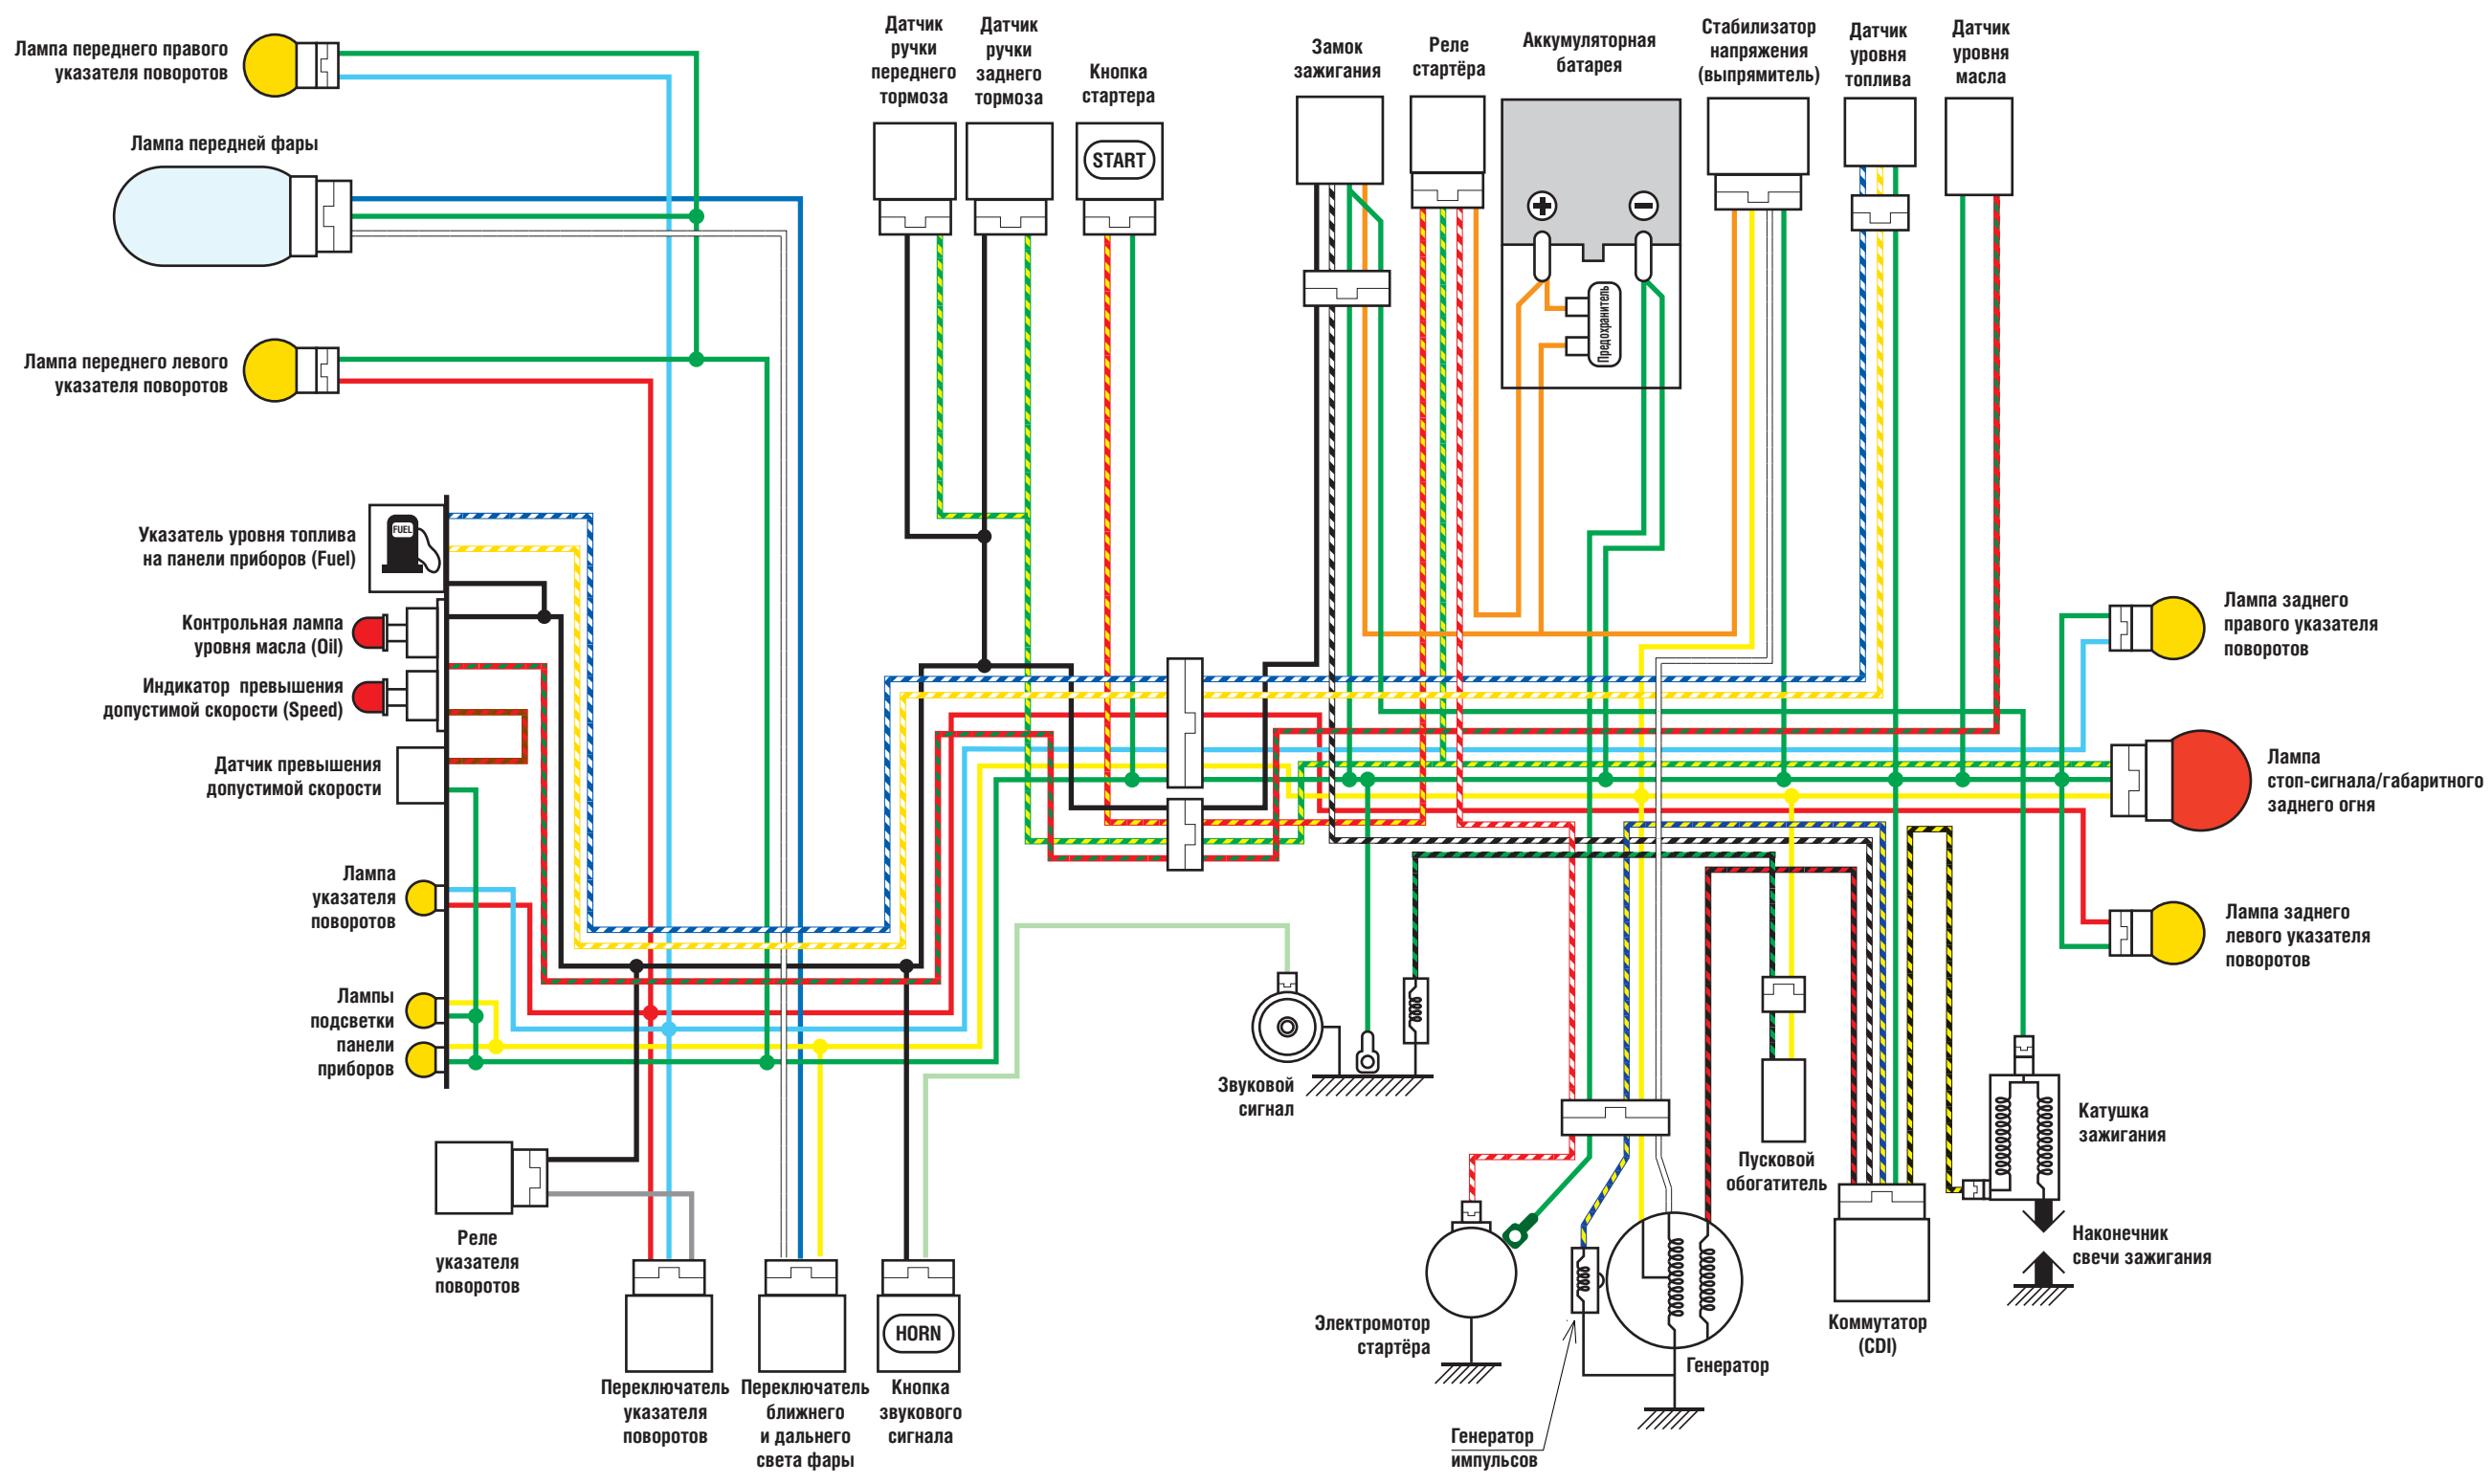 Лампа переднего правого
указателя поворотов
Лампа передней фары
Лампа переднего левого
указателя поворотов
Датчик
ручки
переднего
тормоза
Датчик
ручки
заднего
тормоза
Кнопка
стартера
START
Замок
зажигания
Реле
стартёра
Аккумуляторная
батарея
Предохранитель
Стабилизатор
напряжения
(выпрямитель)
Датчик
уровня
топлива
Датчик
уровня
масла
FUEL
Указатель уровня топлива
на панели приборов (Fuel)
Контрольная лампа
уровня масла (Oil)
Индикатор превышения
допустимой скорости (Speed)
Датчик превышения
допустимой скорости
Лампа
указателя
поворотов
Лампы
подсветки
панели
приборов
Реле
указателя
поворотов
Переключатель
указателя
поворотов
Переключатель
ближнего
и дальнего
света фары
HORN
Кнопка
звукового
сигнала
Звуковой
сигнал
Электромотор
стартёра
Генератор
импульсов
Генератор
Пусковой
обогатитель
Коммутатор
(CDI)
Катушка
зажигания
Наконечник
свечи зажигания
Лампа заднего
правого указателя
поворотов
Лампа
стоп-сигнала/габаритного
заднего огня
Лампа заднего
левого указателя
поворотов